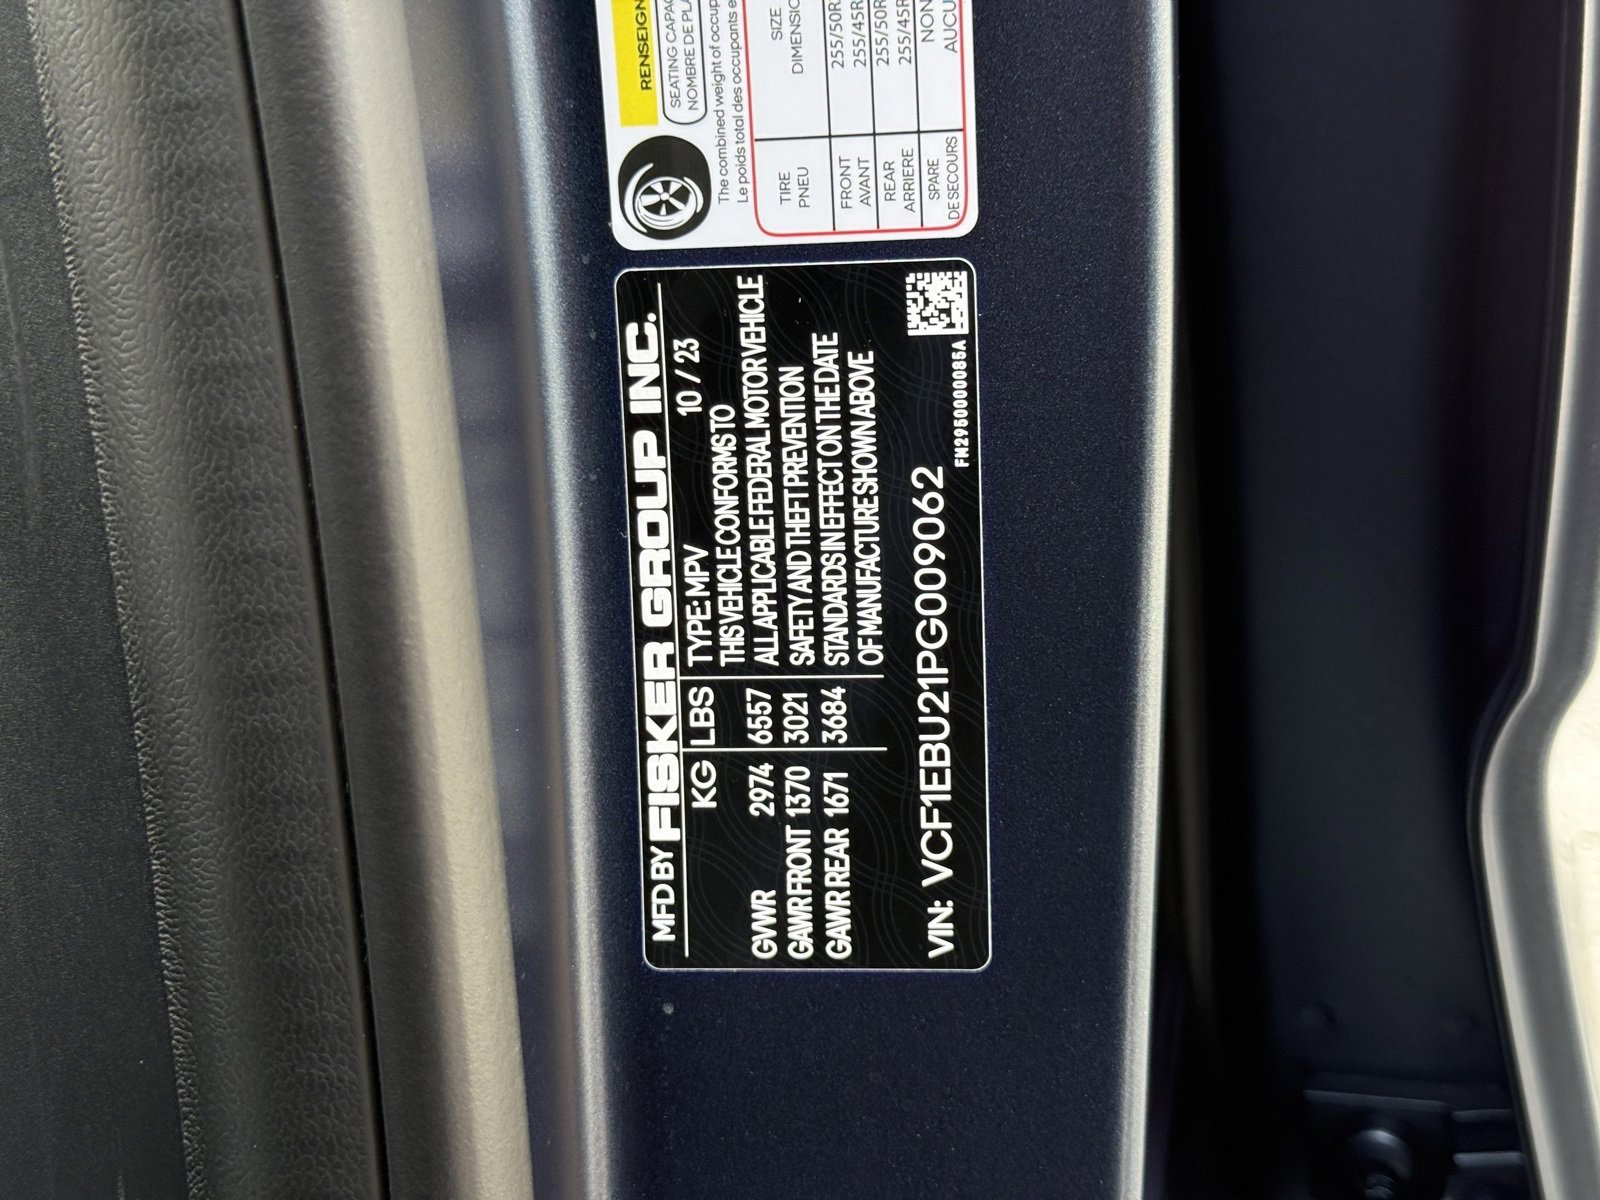 MFD BY FISKER GROUP INC.
KG LBS TYPE: MPV 10 / 23
THIS VEHICLE CONFORMS TO
GVWR 2974 6557 ALL APPLICABLE FEDERAL MOTOR VEHICLE
GAWR FRONT 1370 3021 SAFETY AND THEFT PREVENTION
GAWR REAR 1671 3684 STANDARDS IN EFFECT ON THE DATE
OF MANUFACTURE SHOWN ABOVE
VIN: VCF1EBU21PG009062
FM29500000085A
RENSEIGN
SEATING CAPAC
NOMBRE DE PLA
The combined weight of occup
Le poids total des occupants e
TIRE SIZE
PNEU DIMENSIO
FRONT 255/50R
AVANT 255/45R
REAR 255/50R
ARRIERE 255/45R
SPARE NON
DE SECOURS AUCU